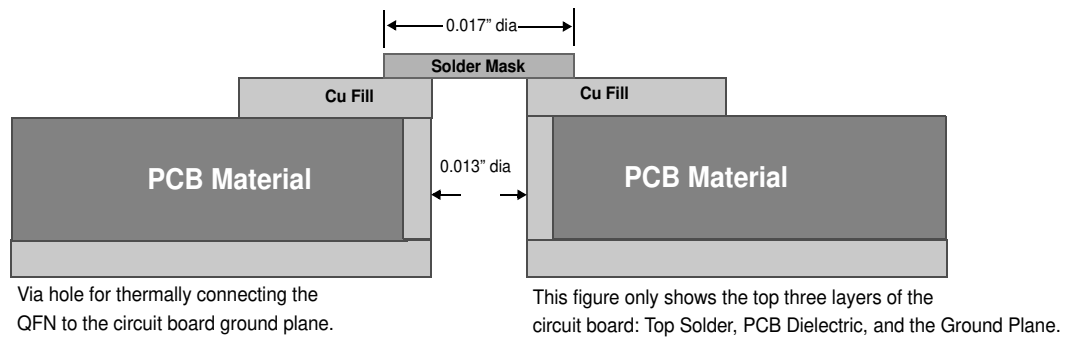 0.017” dia
Solder Mask
Cu Fill
Cu Fill
PCB Material
0.013” dia
PCB Material
Via hole for thermally connecting the
QFN to the circuit board ground plane.
This figure only shows the top three layers of the
circuit board: Top Solder, PCB Dielectric, and the Ground Plane.